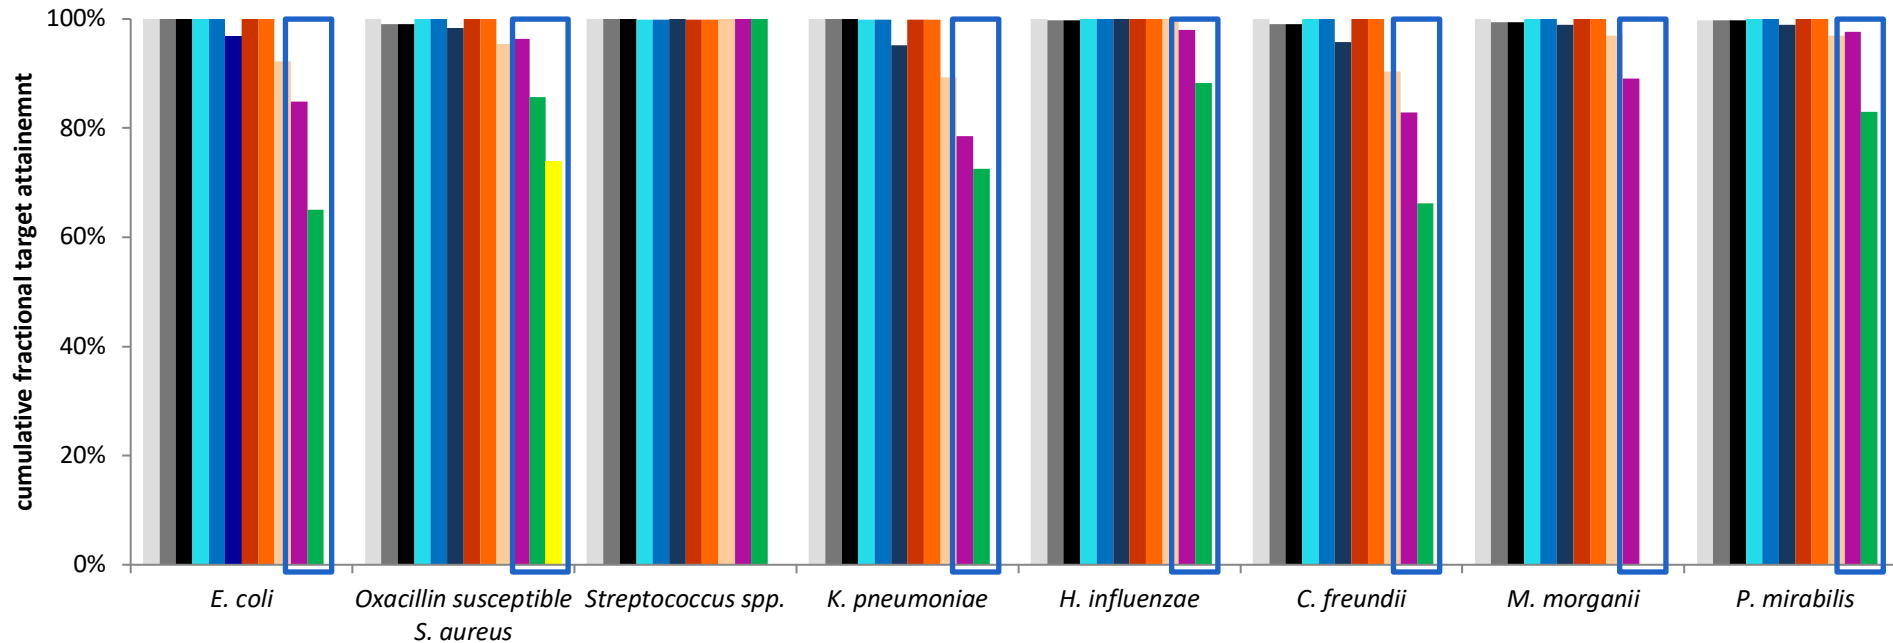 cumulative fractional target attainemnt
100%
80%
60%
40%
20%
0%
E. coli
Oxacillin susceptible
S. aureus
Streptococcus spp.
K. pneumoniae
H. influenzae
C. freundii
M. morganii
P. mirabilis